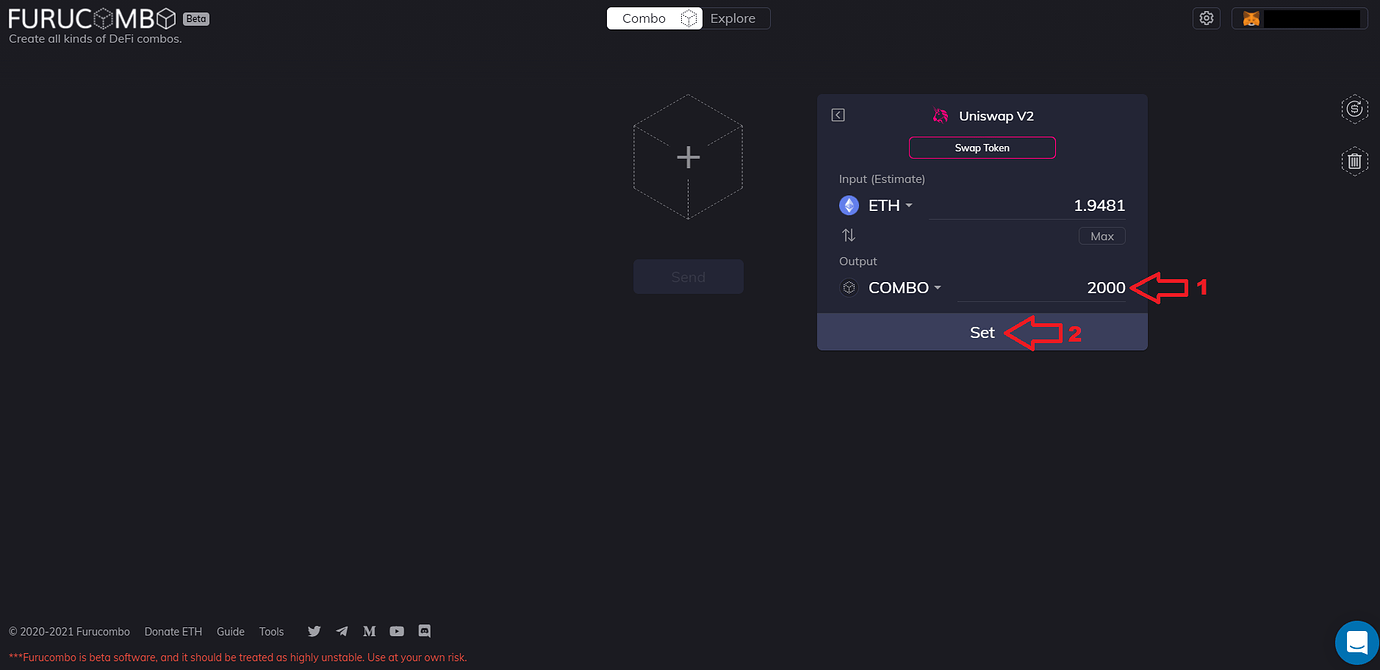 FURUCOMBO Beta
Create all kinds of DeFi combos.
Combo Explore
Uniswap V2
Swap Token
Input (Estimate)
ETH 1.9481
Max
Output
COMBO 2000 1
Set 2
Send
© 2020-2021 Furucombo Donate ETH Guide Tools
***Furucombo is beta software, and it should be treated as highly unstable. Use at your own risk.